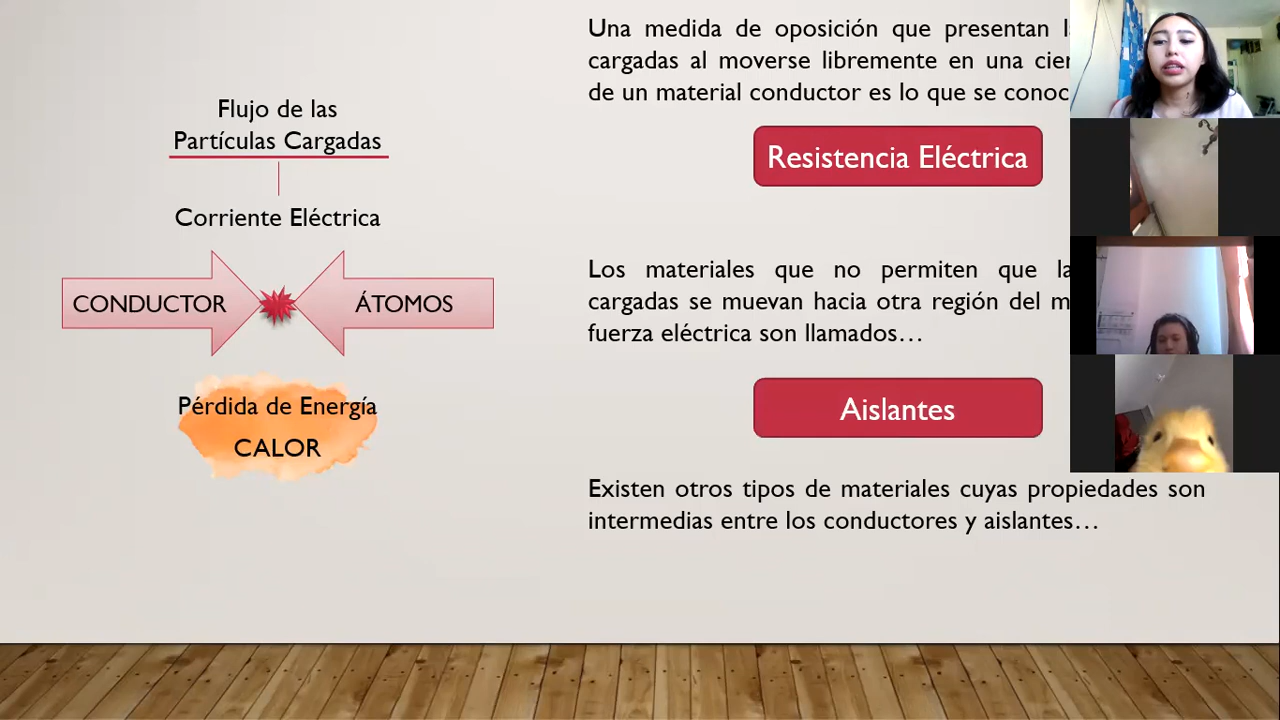 Flujo de las
Partículas Cargadas
Corriente Eléctrica
CONDUCTOR
ÁTOMOS
Pérdida de Energía
CALOR
Una medida de oposición que presentan
cargadas al moverse libremente en una
de un material conductor es lo que se
Resistencia Eléctrica
Los materiales que no permiten que
cargadas se muevan hacia otra región del
fuerza eléctrica son llamados…
Aislantes
Existen otros tipos de materiales cuyas propiedades son
intermedias entre los conductores y aislantes…